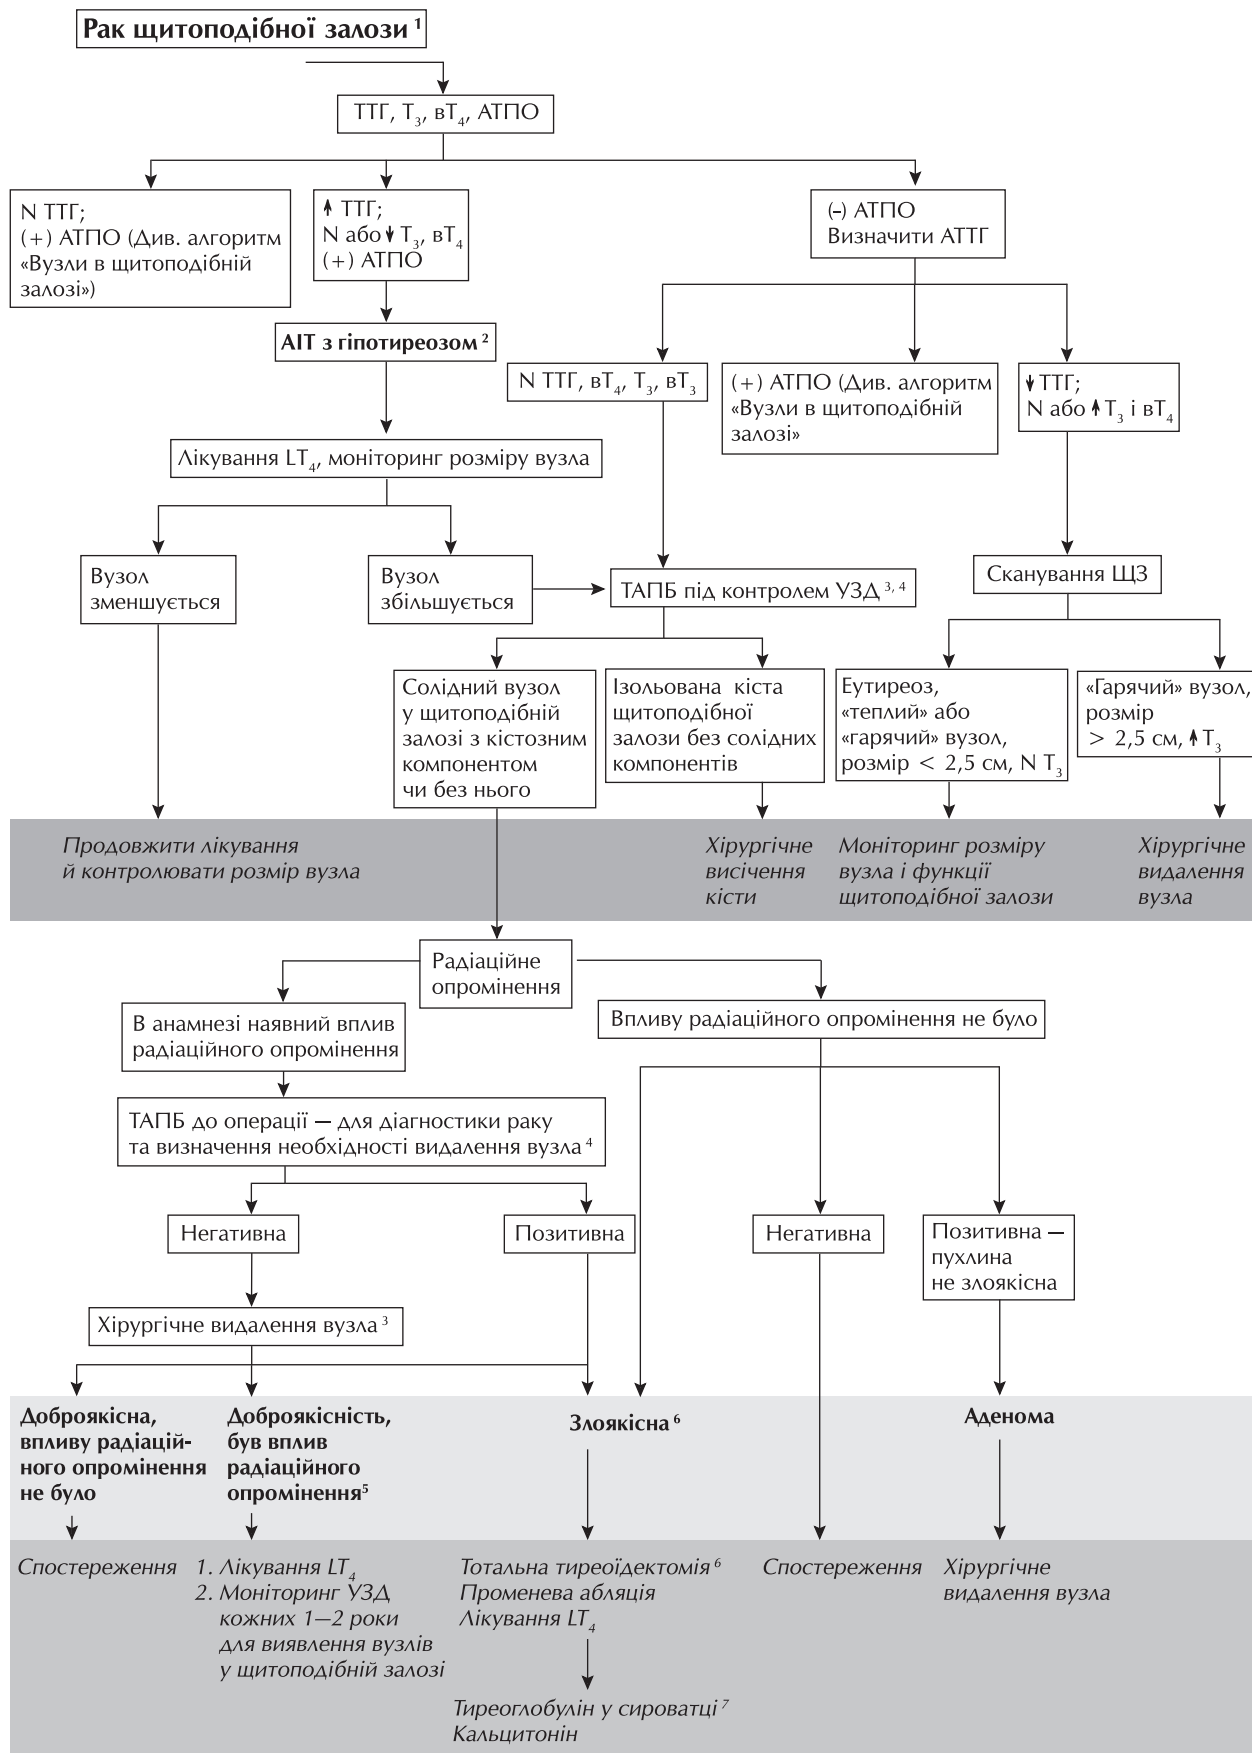 Рак щитоподібної залози ¹
ТТГ, Т₃, вТ₄, АТПО
N ТТГ;
(+) АТПО (Див. алгоритм
«Вузли в щитоподібній
залозі»)
↑ ТТГ;
N або ↓ Т₃, вТ₄
(+) АТПО
(-) АТПО
Визначити АТТГ
АІТ з гіпотиреозом ²
N ТТГ, вТ₄, Т₃, вТ₃
(+) АТПО (Див. алгоритм
«Вузли в щитоподібній
залозі»
↓ ТТГ;
N або ↑ Т₃ і вТ₄
Лікування LT₄, моніторинг розміру вузла
Вузол
зменшується
Вузол
збільшується
ТАПБ під контролем УЗД ³, ⁴
Сканування ЩЗ
Солідний вузол
у щитоподібній
залозі з кістозним
компонентом
чи без нього
Ізольована кіста
щитоподібної
залози без солідних
компонентів
Еутиреоз,
«теплий» або
«гарячий» вузол,
розмір < 2,5 см, N Т₃
«Гарячий» вузол,
розмір
> 2,5 см, ↑ Т₃
Продовжити лікування
й контролювати розмір вузла
Хірургічне
висічення
кісти
Моніторинг розміру
вузла і функції
щитоподібної залози
Хірургічне
видалення
вузла
Радіаційне
опромінення
В анамнезі наявний вплив
радіаційного опромінення
Впливу радіаційного опромінення не було
ТАПБ до операції — для діагностики раку
та визначення необхідності видалення вузла ⁴
Негативна
Позитивна
Негативна
Позитивна —
пухлина
не злоякісна
Хірургічне видалення вузла ³
Доброякісна,
впливу радіацій-
ного опромінення
не було
Доброякісність,
був вплив
радіаційного
опромінення⁵
Злоякісна ⁶
Аденома
Спостереження
1. Лікування LT₄
2. Моніторинг УЗД
кожних 1—2 роки
для виявлення вузлів
у щитоподібній залозі
Тотальна тиреоїдектомія ⁶
Променева абляція
Лікування LT₄
Спостереження
Хірургічне
видалення вузла
Тиреоглобулін у сироватці ⁷
Кальцитонін